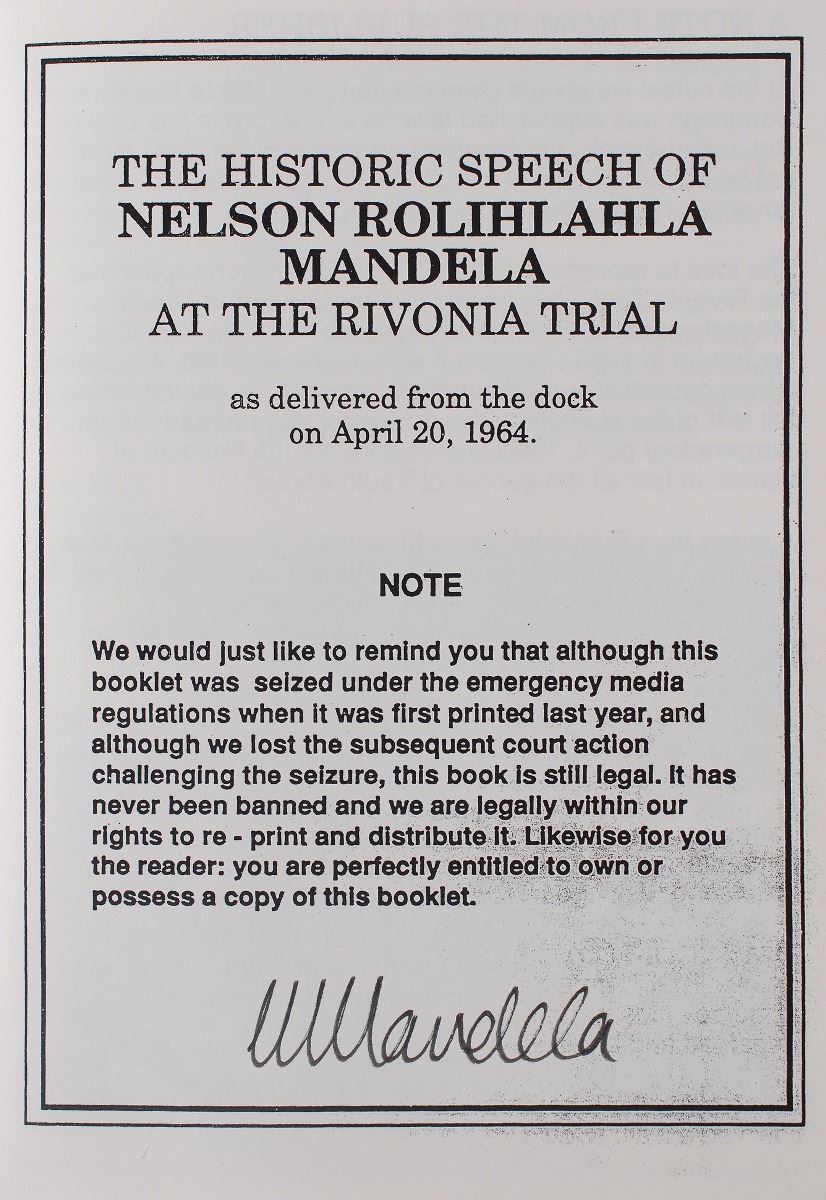 THE HISTORIC SPEECH OF
NELSON ROLIHLAHLA
MANDELA
AT THE RIVONIA TRIAL
as delivered from the dock
on April 20, 1964.
NOTE
We would just like to remind you that although this
booklet was seized under the emergency media
regulations when it was first printed last year, and
although we lost the subsequent court action
challenging the seizure, this book is still legal. It has
never been banned and we are legally within our
rights to re - print and distribute it. Likewise for you
the reader: you are perfectly entitled to own or
possess a copy of this booklet.
NMandela